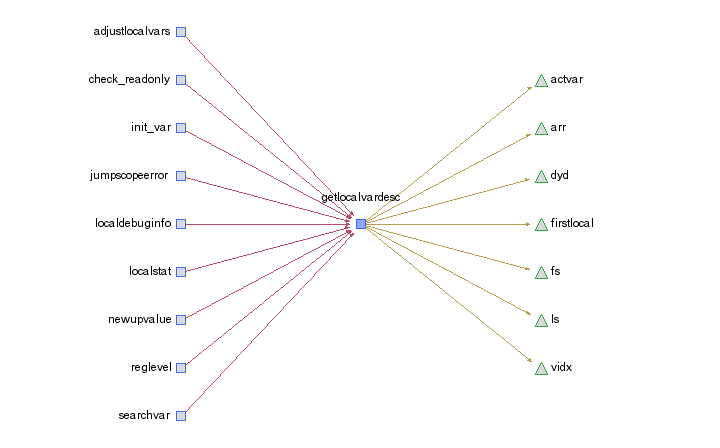 adjustlocalvars
check_readonly
init_var
jumpscopeerror
localdebuginfo
localstat
newupvalue
reglevel
searchvar
getlocalvardesc
actvar
arr
dyd
firstlocal
fs
ls
vidx